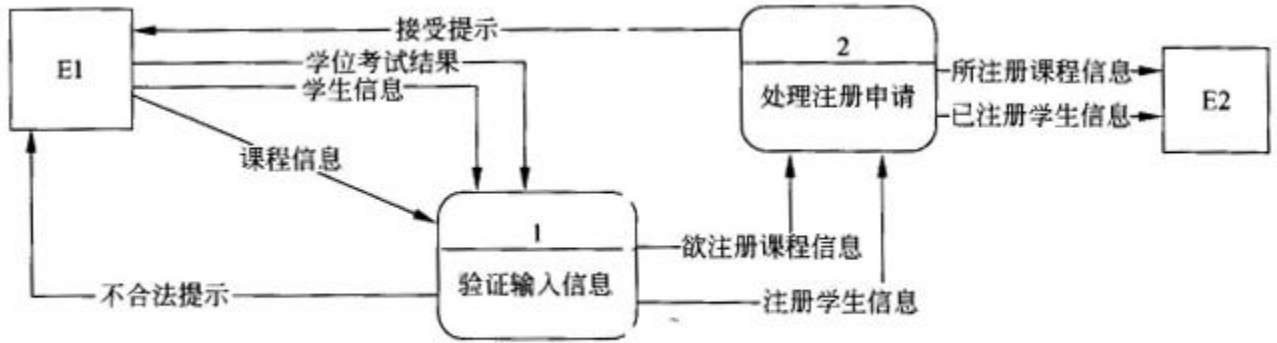 接受提示
2
E1
学位考试结果
所注册课程信息
学生信息
处理注册申请
E2
已注册学生信息
课程信息
1
欲注册课程信息
不合法提示
验证输入信息
注册学生信息